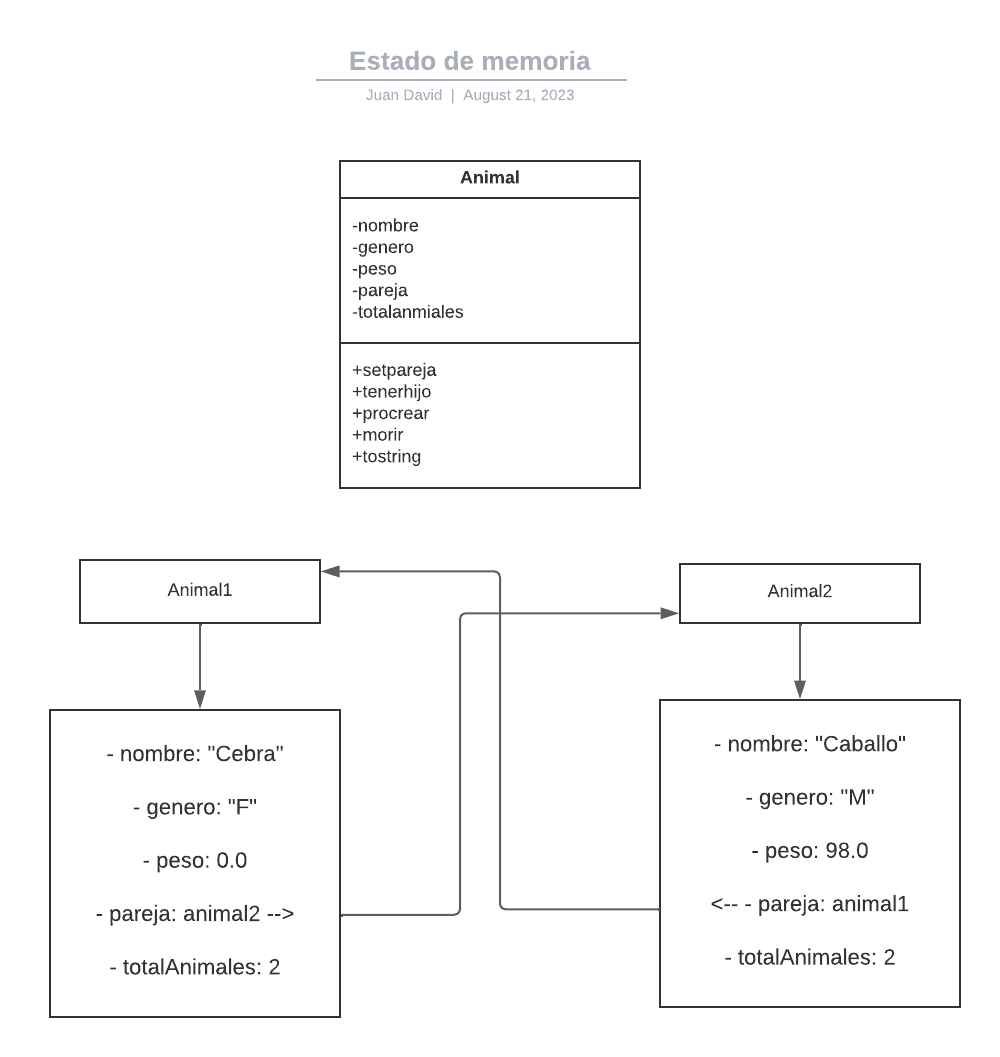 Estado de memoria
Juan David | August 21, 2023
Animal
-nombre
-genero
-peso
-pareja
-totalanmiales
+setpareja
+tenerhijo
+procrear
+morir
+tostring
Animal1
Animal2
- nombre: "Cebra"
- genero: "F"
- peso: 0.0
- pareja: animal2 -->
- totalAnimales: 2
- nombre: "Caballo"
- genero: "M"
- peso: 98.0
<-- - pareja: animal1
- totalAnimales: 2